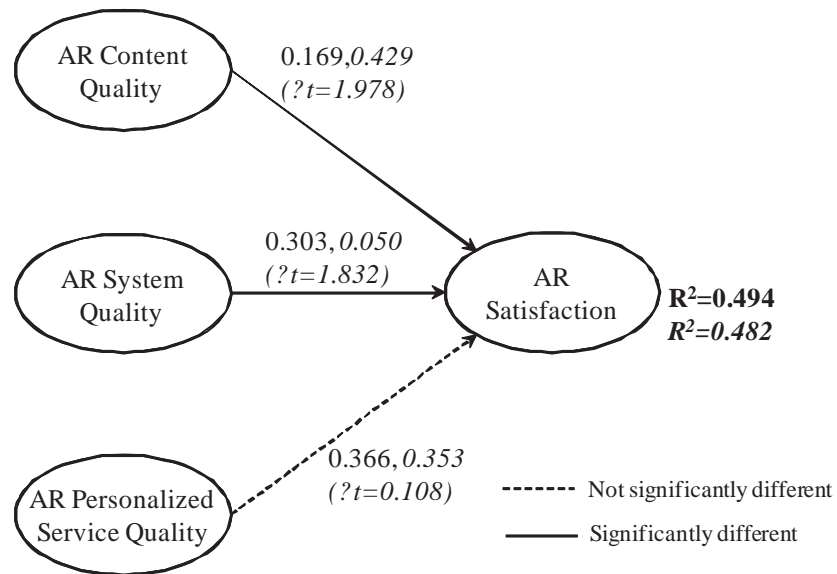 AR Content
Quality
0.169,0.429
(?t=1.978)
AR System
Quality
0.303,0.050
(?t=1.832)
AR
Satisfaction
R²=0.494
R²=0.482
AR Personalized
Service Quality
0.366,0.353
(?t=0.108)
Not significantly different
Significantly different